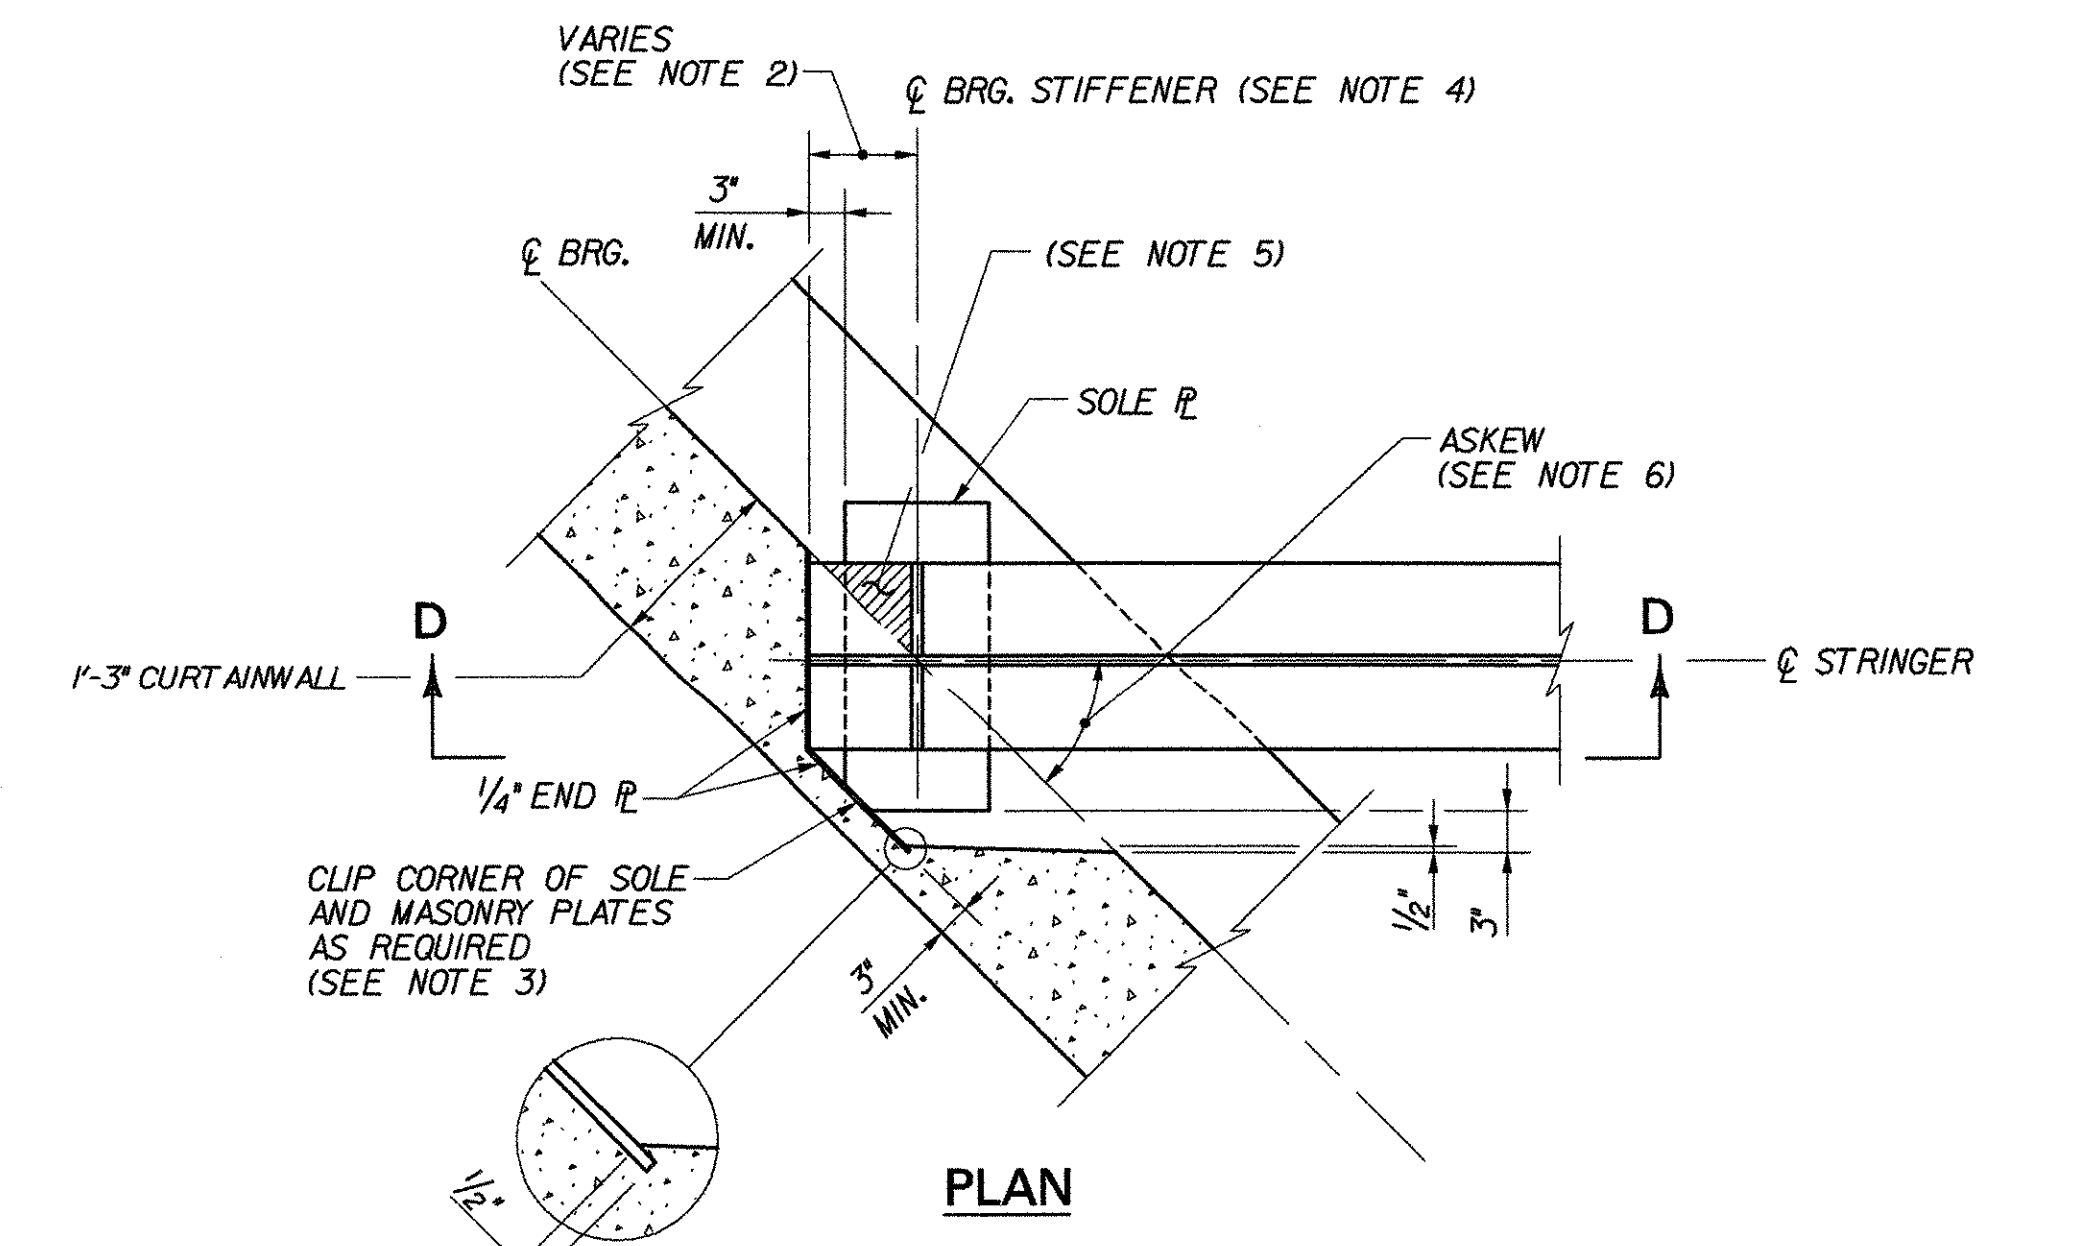 VARIES
(SEE NOTE 2)
℄ BRG. STIFFENER (SEE NOTE 4)
3"
MIN.
℄ BRG.
(SEE NOTE 5)
SOLE ⅊
ASKEW
(SEE NOTE 6)
D
D
1'-3" CURTAINWALL
℄ STRINGER
1/4" END ⅊
CLIP CORNER OF SOLE
AND MASONRY PLATES
AS REQUIRED
(SEE NOTE 3)
1/2"
3"
3"
MIN.
1/2"
PLAN